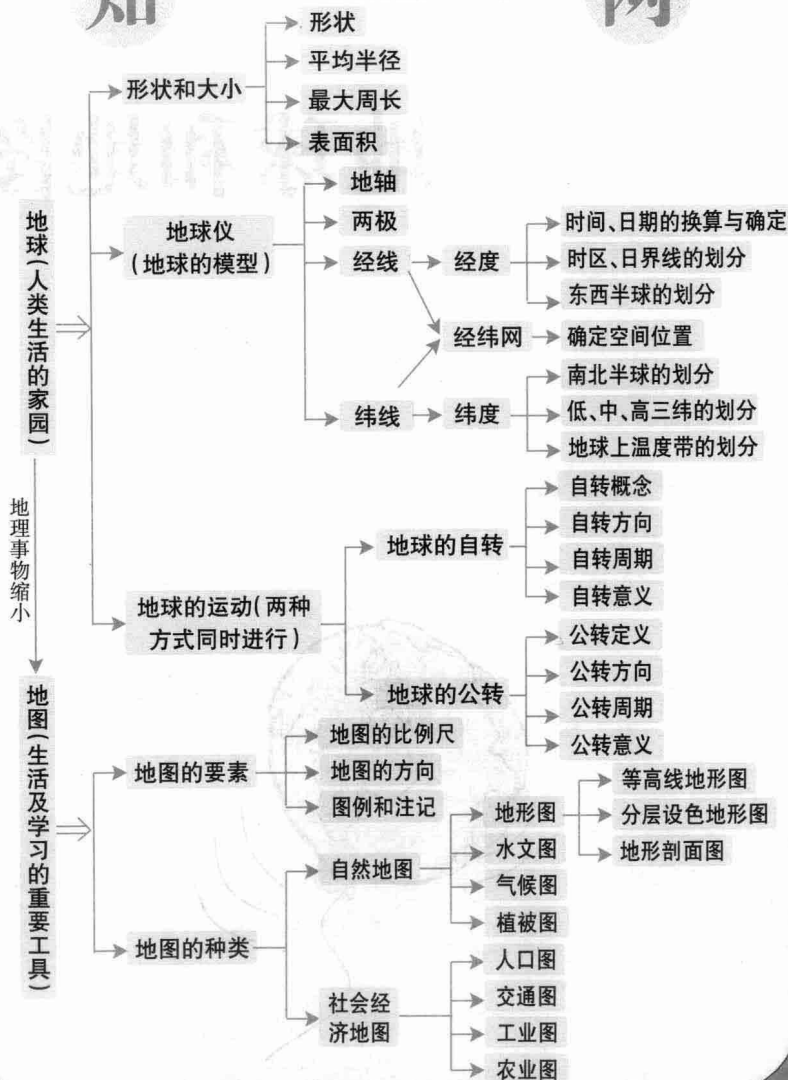 形状和大小
形状
平均半径
最大周长
表面积
地球(人类生活的家园)
地球仪
(地球的模型)
地轴
两极
经线
经度
时间、日期的换算与确定
时区、日界线的划分
东西半球的划分
经纬网
确定空间位置
纬线
纬度
南北半球的划分
低、中、高三纬的划分
地球上温度带的划分
地球的运动(两种
方式同时进行)
地球的自转
自转概念
自转方向
自转周期
自转意义
地球的公转
公转定义
公转方向
公转周期
公转意义
地理事物缩小
地图(生活及学习的重要工具)
地图的要素
地图的比例尺
地图的方向
图例和注记
地图的种类
自然地图
地形图
等高线地形图
分层设色地形图
地形剖面图
水文图
气候图
植被图
社会经
济地图
人口图
交通图
工业图
农业图